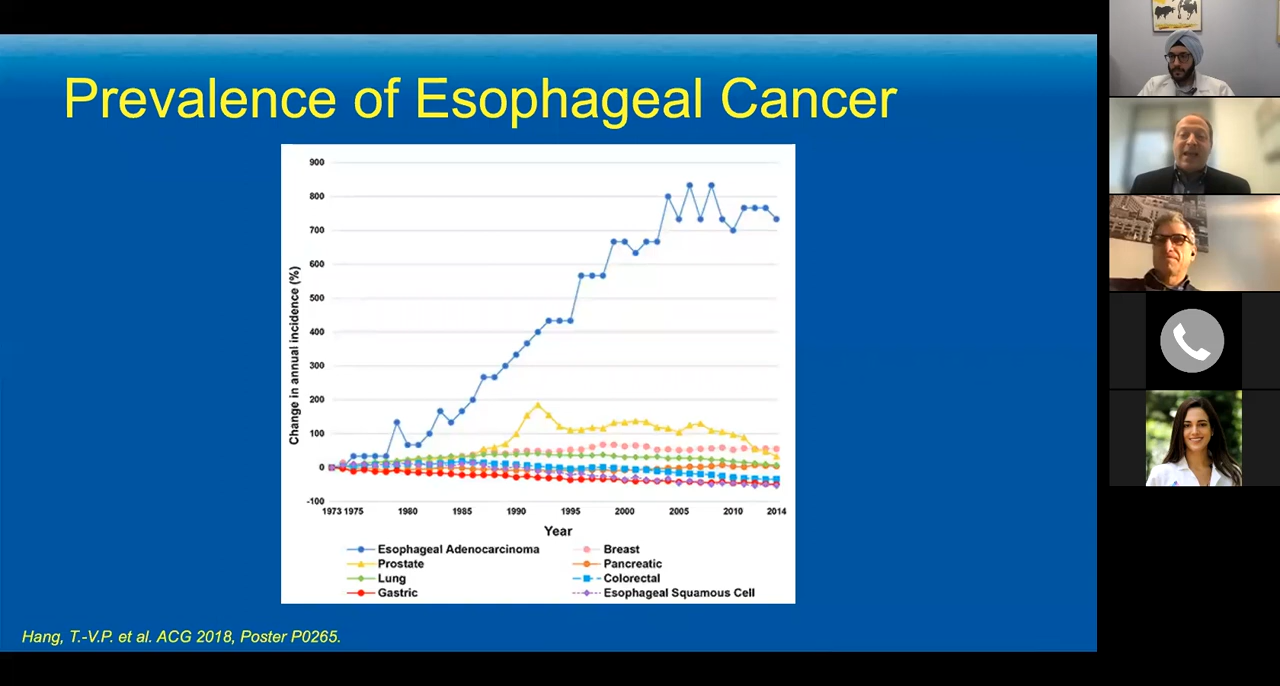 Prevalence of Esophageal Cancer
900
800
700
600
500
400
300
200
100
0
-100
Change in annual incidence (%)
1973 1975 1980 1985 1990 1995 2000 2005 2010 2014
Year
Esophageal Adenocarcinoma
Breast
Prostate
Pancreatic
Lung
Colorectal
Gastric
Esophageal Squamous Cell
Hang, T.-V.P. et al. ACG 2018, Poster P0265.